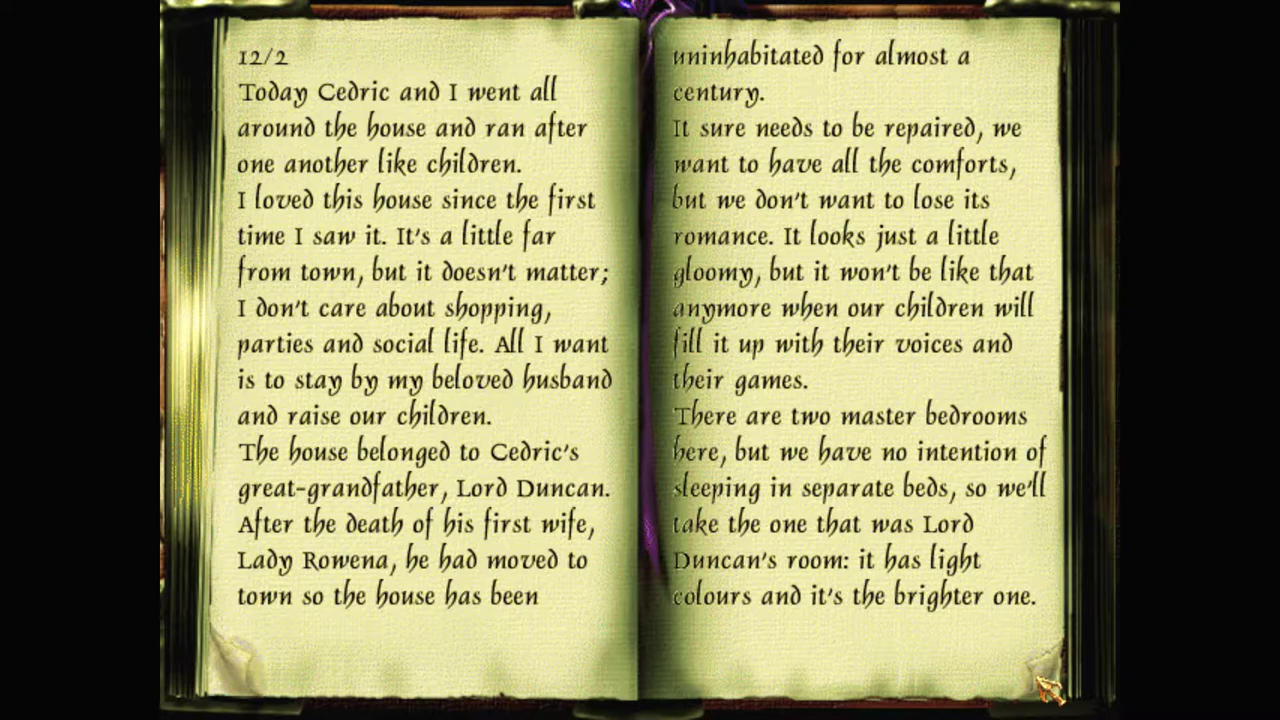 12/2
Today Cedric and I went all
around the house and ran after
one another like children.
I loved this house since the first
time I saw it. It's a little far
from town, but it doesn't matter;
I don't care about shopping,
parties and social life. All I want
is to stay by my beloved husband
and raise our children.
The house belonged to Cedric's
great-grandfather, Lord Duncan.
After the death of his first wife,
Lady Rowena, he had moved to
town so the house has been
uninhabitated for almost a
century.
It sure needs to be repaired, we
want to have all the comforts,
but we don't want to lose its
romance. It looks just a little
gloomy, but it won't be like that
anymore when our children will
fill it up with their voices and
their games.
There are two master bedrooms
here, but we have no intention of
sleeping in separate beds, so we'll
take the one that was Lord
Duncan's room: it has light
colours and it's the brighter one.